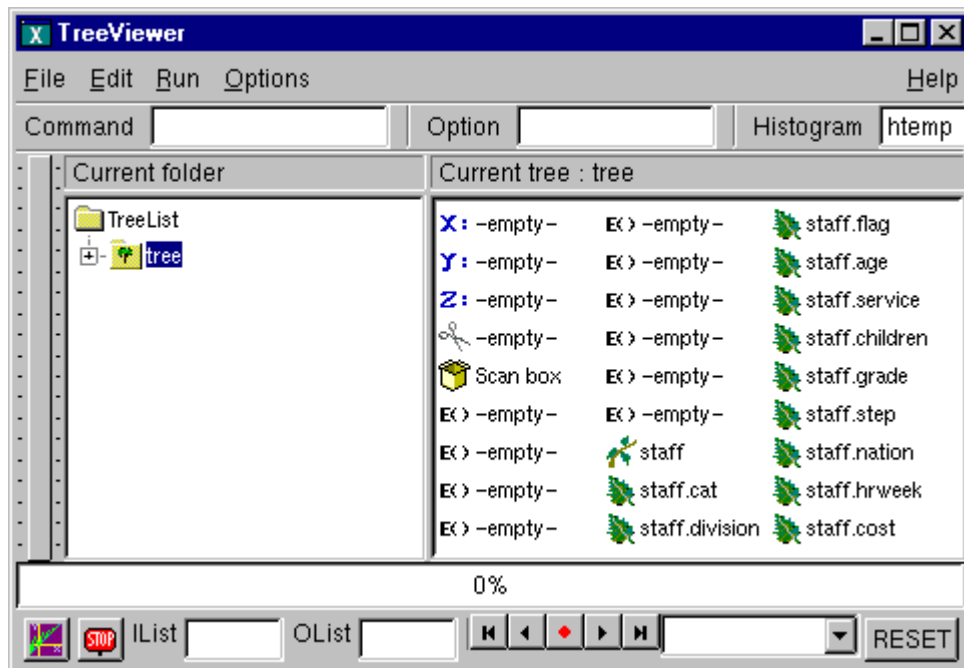 X TreeViewer
File Edit Run Options Help
Command Option Histogram htemp
Current folder Current tree : tree
TreeList
tree
X: -empty- E() -empty- staff.flag
Y: -empty- E() -empty- staff.age
Z: -empty- E() -empty- staff.service
-empty- E() -empty- staff.children
Scan box E() -empty- staff.grade
E() -empty- E() -empty- staff.step
E() -empty- staff staff.nation
E() -empty- staff.cat staff.hrweek
E() -empty- staff.division staff.cost
0%
STOP IList OList RESET